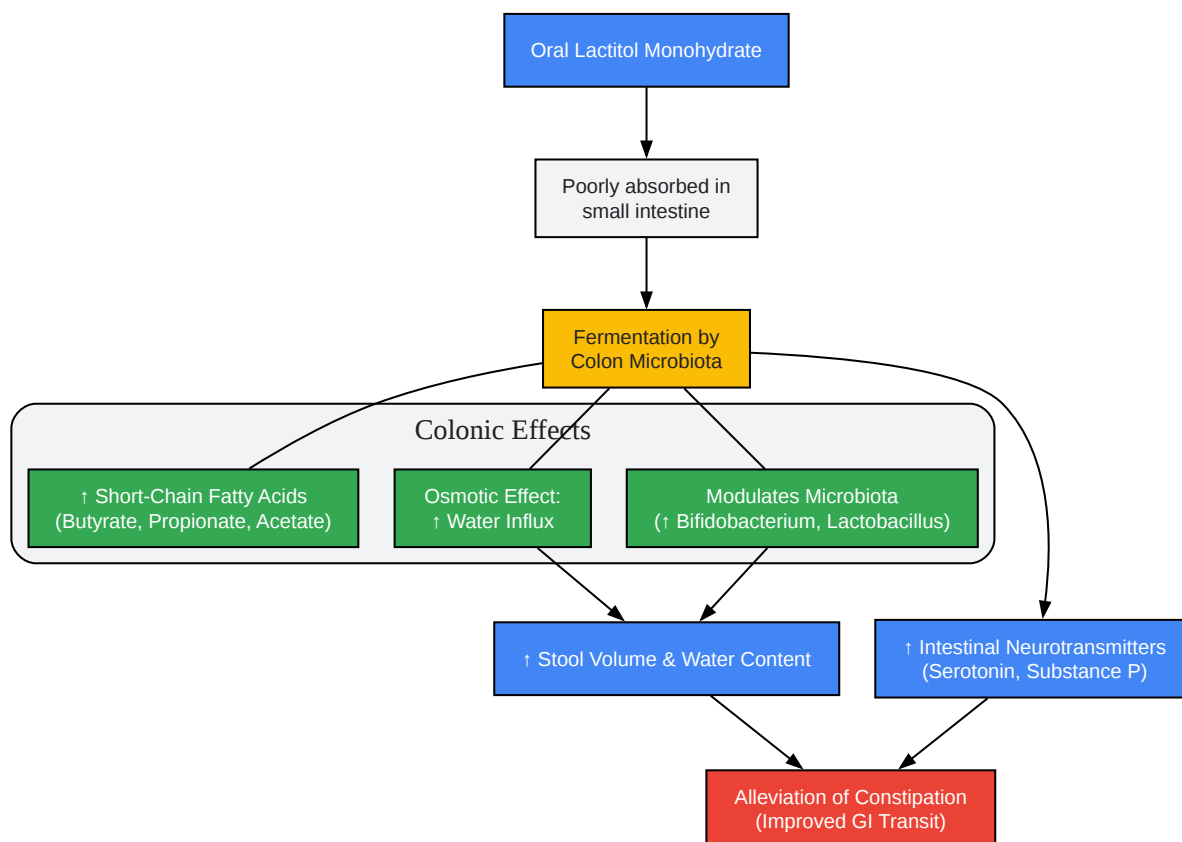 Oral Lactitol Monohydrate
Poorly absorbed in
small intestine
Fermentation by
Colon Microbiota
Colonic Effects
↑ Short-Chain Fatty Acids
(Butyrate, Propionate, Acetate)
Osmotic Effect:
↑ Water Influx
Modulates Microbiota
(↑ Bifidobacterium, Lactobacillus)
↑ Stool Volume & Water Content
↑ Intestinal Neurotransmitters
(Serotonin, Substance P)
Alleviation of Constipation
(Improved GI Transit)